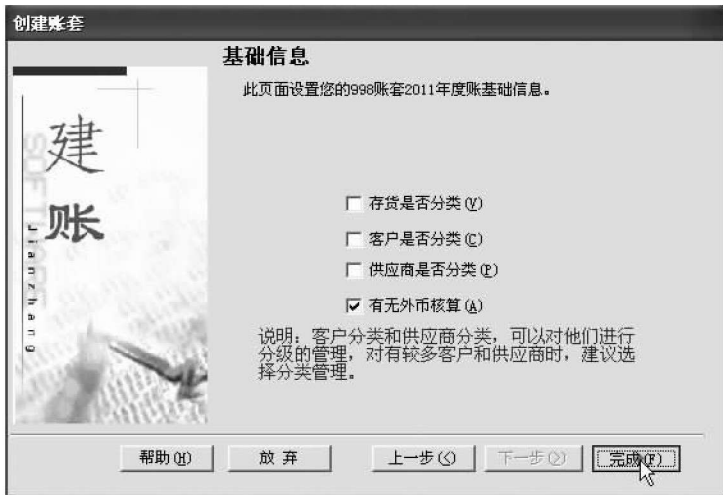 创建账套
基础信息
此页面设置您的998账套2011年度账基础信息。
建
账
Jianzhang
存货是否分类(V)
客户是否分类(C)
供应商是否分类(P)
有无外币核算(A)
说明：客户分类和供应商分类，可以对他们进行
分级的管理，对有较多客户和供应商时，建议选
择分类管理。
帮助(H)
放弃
上一步(<)
下一步(>)
完成(F)